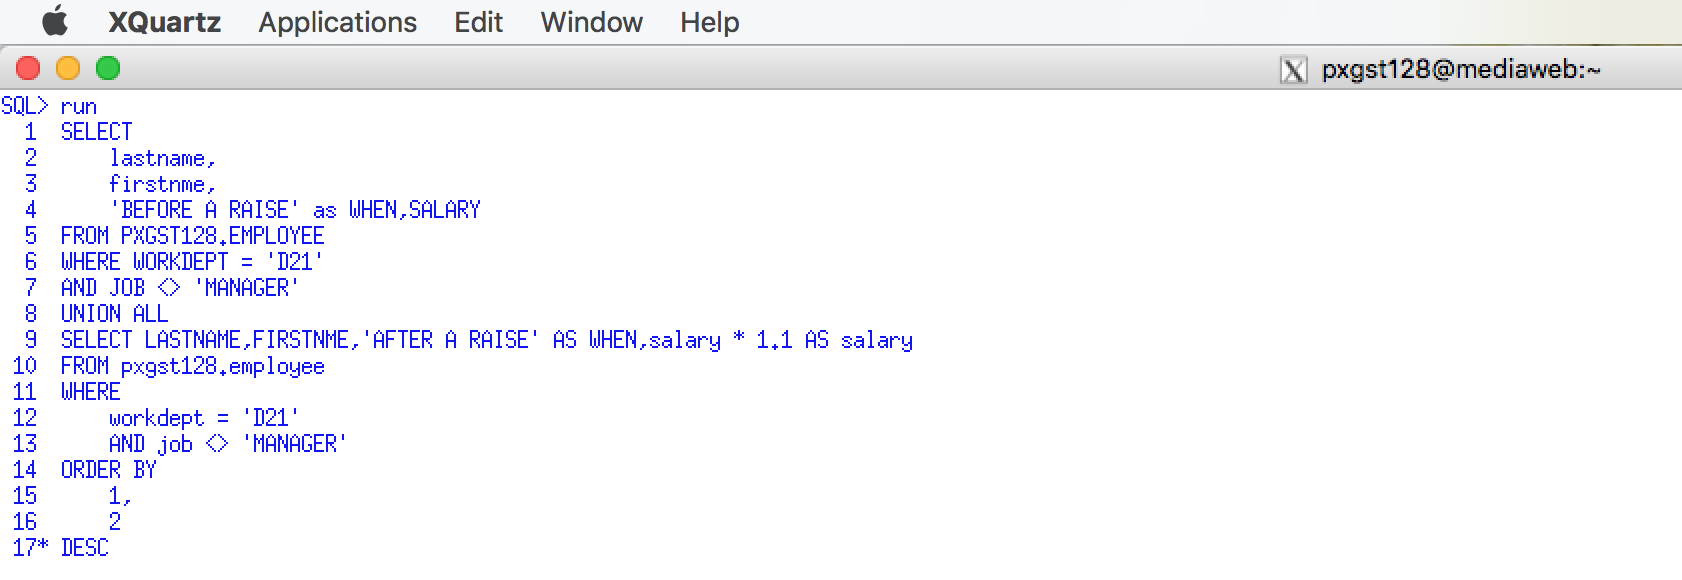 XQuartz Applications Edit Window Help
X pxgst128@mediaweb:~
SQL> run
  1  SELECT
  2      lastname,
  3      firstnme,
  4      'BEFORE A RAISE' as WHEN,SALARY
  5  FROM PXGST128.EMPLOYEE
  6  WHERE WORKDEPT = 'D21'
  7  AND JOB <> 'MANAGER'
  8  UNION ALL
  9  SELECT LASTNAME,FIRSTNME,'AFTER A RAISE' AS WHEN,salary * 1.1 AS salary
 10  FROM pxgst128.employee
 11  WHERE
 12      workdept = 'D21'
 13      AND job <> 'MANAGER'
 14  ORDER BY
 15      1,
 16      2
 17* DESC